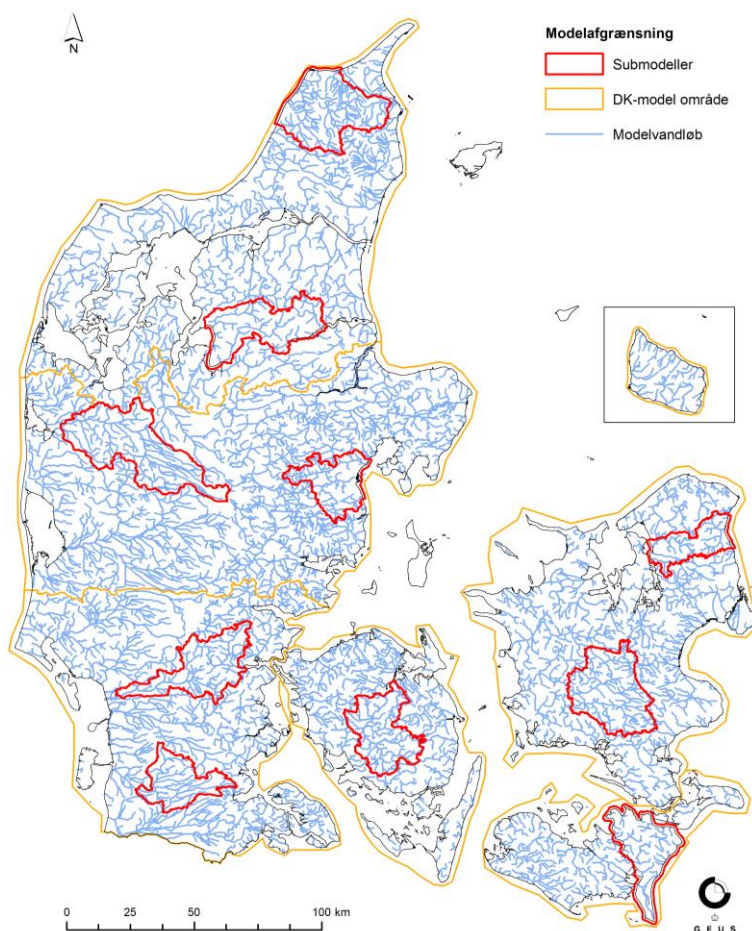 N
Modelafgrænsning
Submodeller
DK-model område
Modelvandløb
0 25 50 100 km
G E U S